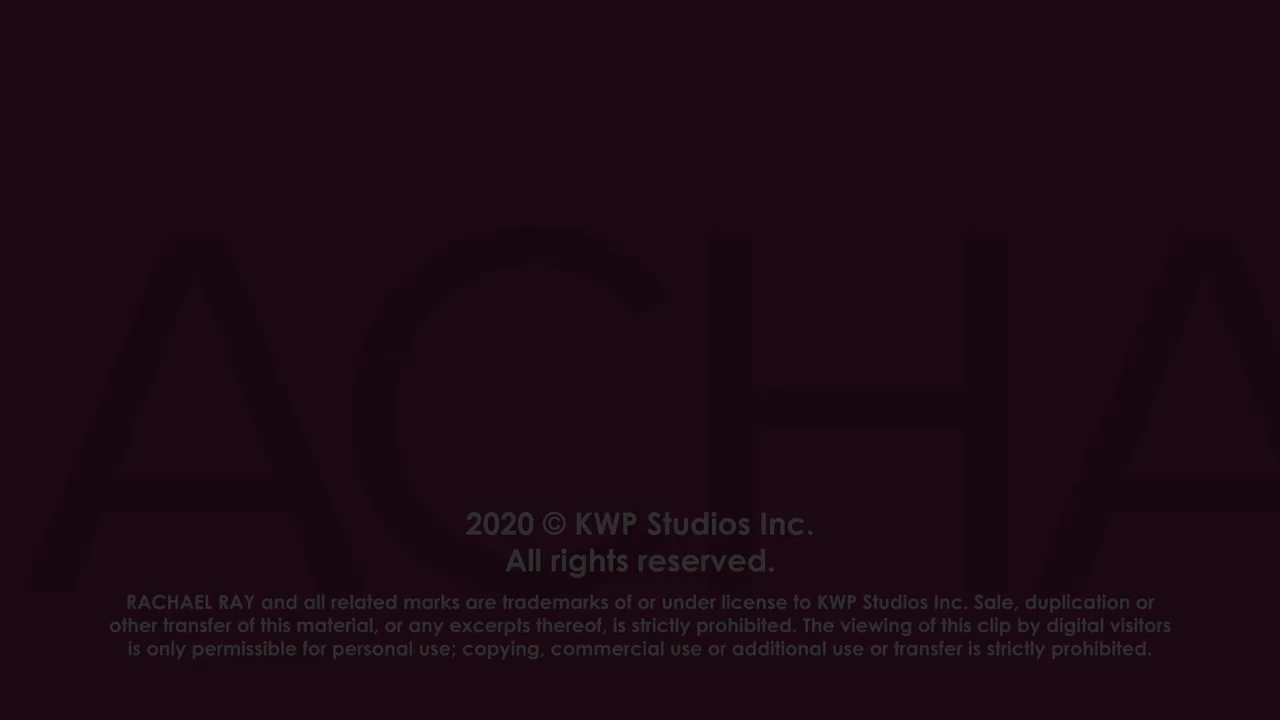 ACHA
2020 © KWP Studios Inc.
All rights reserved.
RACHAEL RAY and all related marks are trademarks of or under license to KWP Studios Inc. Sale, duplication or
other transfer of this material, or any excerpts thereof, is strictly prohibited. The viewing of this clip by digital visitors
is only permissible for personal use; copying, commercial use or additional use or transfer is strictly prohibited.